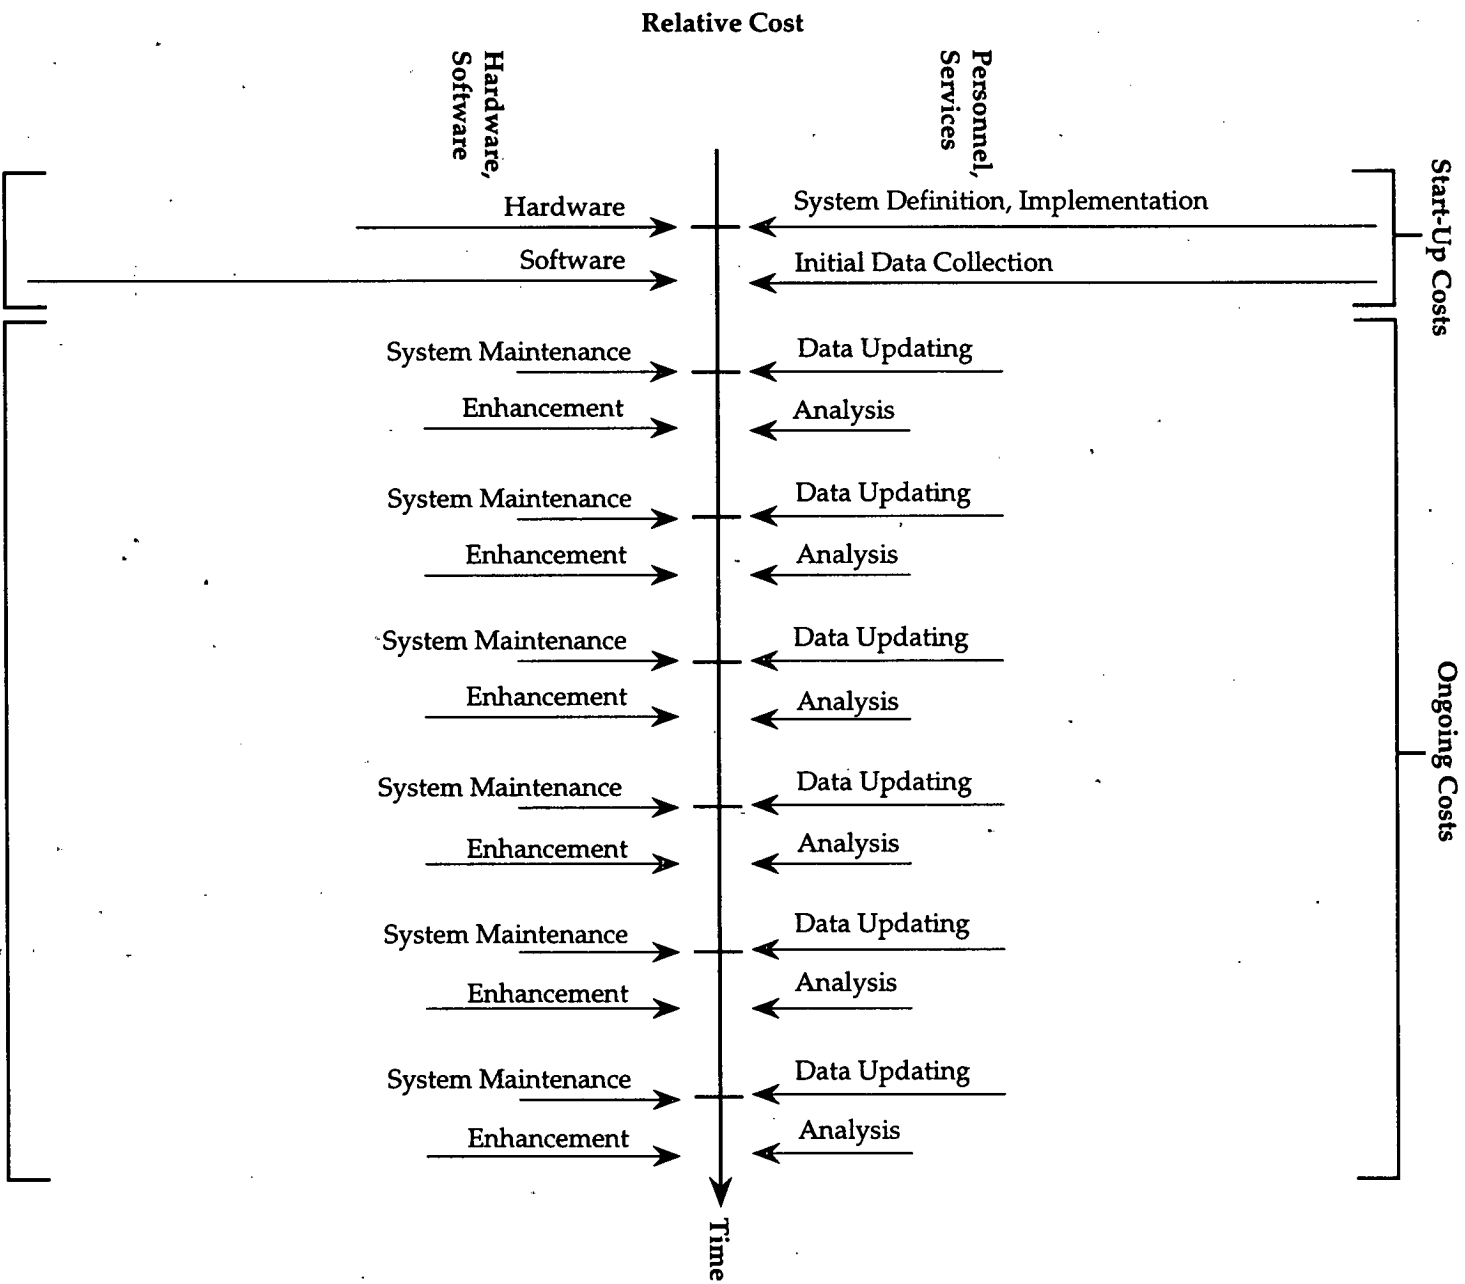 Relative Cost
Hardware,
Software
Personnel,
Services
Start-Up Costs
Hardware
System Definition, Implementation
Software
Initial Data Collection
System Maintenance
Data Updating
Enhancement
Analysis
System Maintenance
Data Updating
Enhancement
Analysis
System Maintenance
Data Updating
Enhancement
Analysis
Ongoing Costs
System Maintenance
Data Updating
Enhancement
Analysis
System Maintenance
Data Updating
Enhancement
Analysis
System Maintenance
Data Updating
Enhancement
Analysis
Time